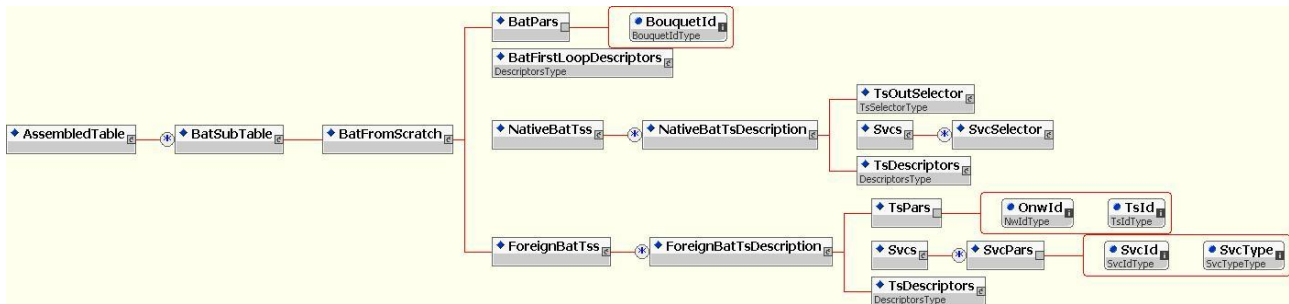 BatPars
BouquetId
BouquetIdType
BatFirstLoopDescriptors
DescriptorsType
TsOutSelector
TsSelectorType
AssembledTable
BatSubTable
BatFromScratch
NativeBatTss
NativeBatTsDescription
Svcs
SvcSelector
TsDescriptors
DescriptorsType
TsPars
OnwId
NwIdType
TsId
TsIdType
ForeignBatTss
ForeignBatTsDescription
Svcs
SvcPars
SvcId
SvcIdType
SvcType
SvcTypeType
TsDescriptors
DescriptorsType